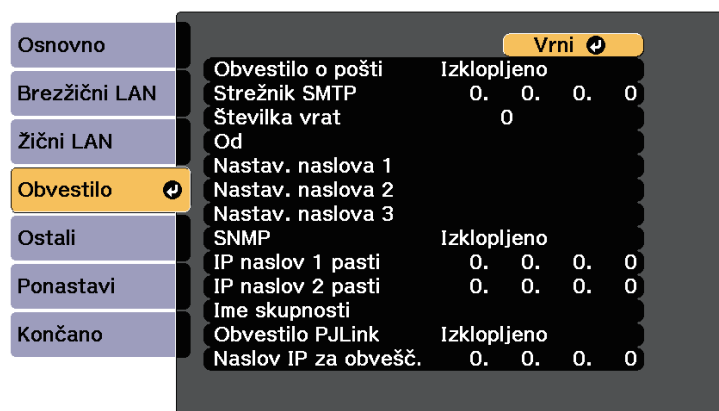 Osnovno
Brezžični LAN
Žični LAN
Obvestilo
Ostali
Ponastavi
Končano
Vrni
Obvestilo o pošti Izklopljeno
Strežnik SMTP 0. 0. 0. 0
Številka vrat 0
Od
Nastav. naslova 1
Nastav. naslova 2
Nastav. naslova 3
SNMP Izklopljeno
IP naslov 1 pasti 0. 0. 0. 0
IP naslov 2 pasti 0. 0. 0. 0
Ime skupnosti
Obvestilo PJLink Izklopljeno
Naslov IP za obvešč. 0. 0. 0. 0